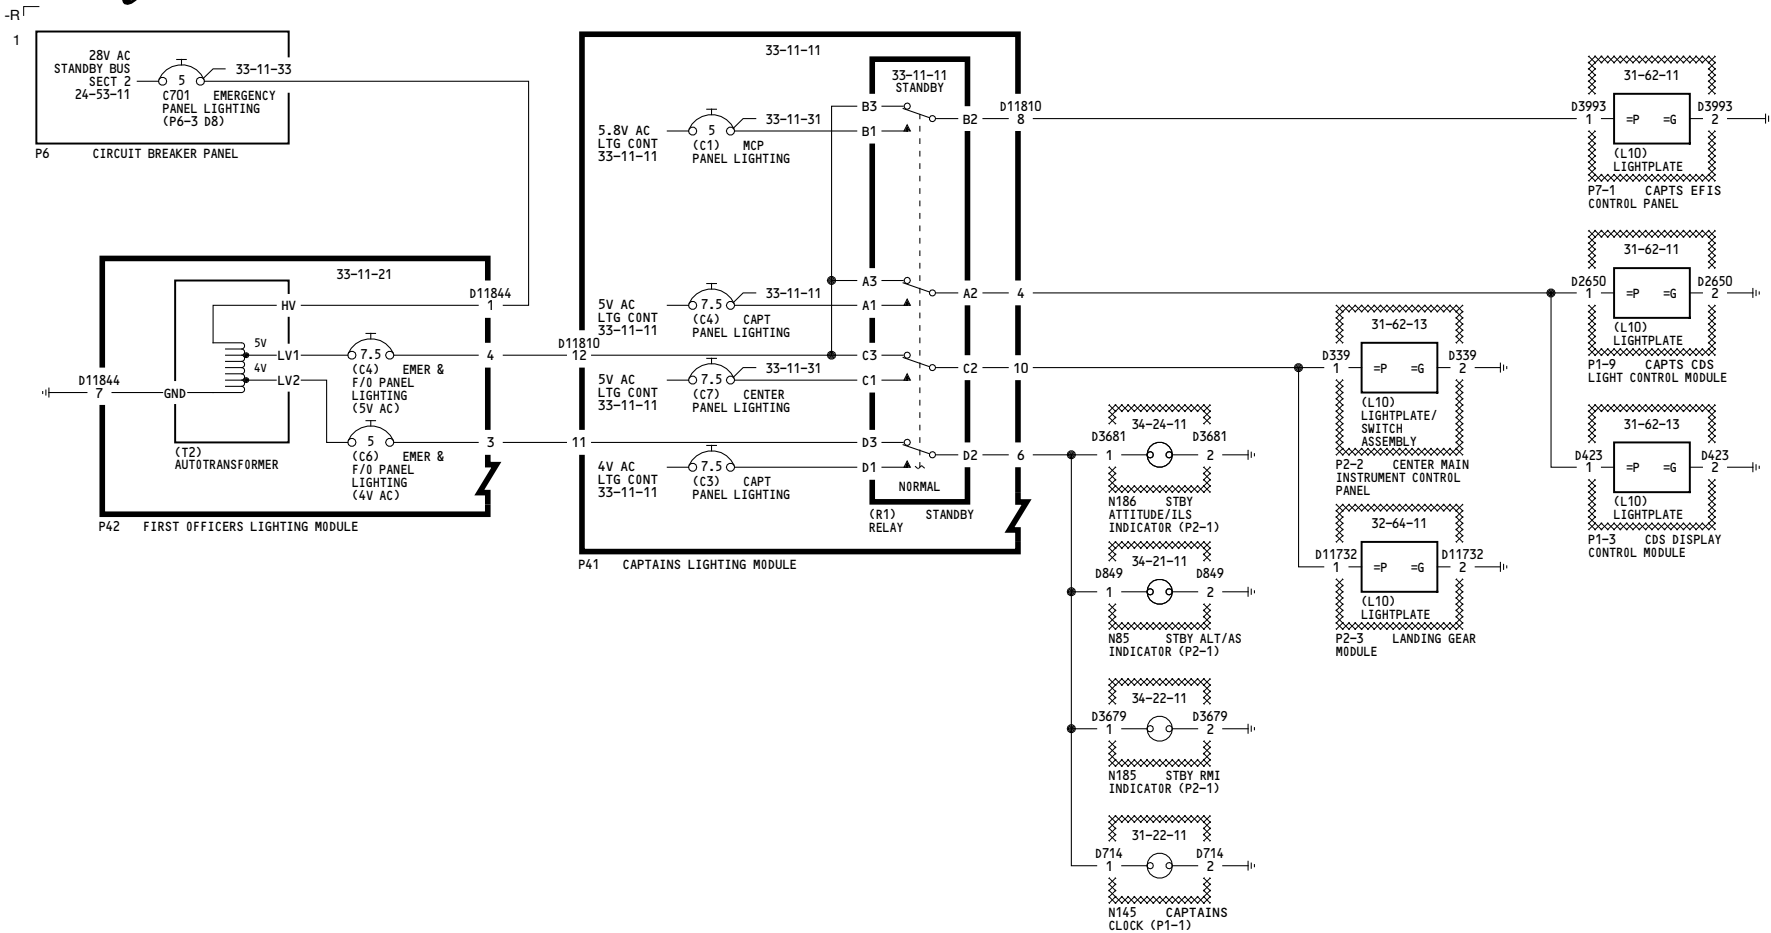 -R
1
28V AC
STANDBY BUS
SECT 2
24-53-11
5
33-11-33
C701 EMERGENCY
PANEL LIGHTING
(P6-3 D8)
P6 CIRCUIT BREAKER PANEL
33-11-21
HV
D11844
1
5V
LV1
7.5
4
4V
LV2
(C4) EMER &
F/O PANEL
LIGHTING
(5V AC)
D11844
7
GND
5
3
(C6) EMER &
F/O PANEL
LIGHTING
(4V AC)
(T2)
AUTOTRANSFORMER
P42 FIRST OFFICERS LIGHTING MODULE
33-11-11
33-11-11
STANDBY
5.8V AC
LTG CONT
33-11-11
5
33-11-31
(C1) MCP
PANEL LIGHTING
B3
B1
B2
D11810
8
5V AC
LTG CONT
33-11-11
7.5
33-11-11
(C4) CAPT
PANEL LIGHTING
A3
A1
A2
4
D11810
12
C3
C1
C2
10
5V AC
LTG CONT
33-11-11
7.5
33-11-31
(C7) CENTER
PANEL LIGHTING
11
D3
D1
D2
6
4V AC
LTG CONT
33-11-11
7.5
(C3) CAPT
PANEL LIGHTING
NORMAL
(R1) STANDBY
RELAY
P41 CAPTAINS LIGHTING MODULE
34-24-11
D3681
1
D3681
2
N186 STBY
ATTITUDE/ILS
INDICATOR (P2-1)
34-21-11
D849
1
D849
2
N85 STBY ALT/AS
INDICATOR (P2-1)
34-22-11
D3679
1
D3679
2
N185 STBY RMI
INDICATOR (P2-1)
31-22-11
D714
1
D714
2
N145 CAPTAINS
CLOCK (P1-1)
31-62-13
D339
1
=P =G
D339
2
(L10)
LIGHTPLATE/
SWITCH
ASSEMBLY
P2-2 CENTER MAIN
INSTRUMENT CONTROL
PANEL
32-64-11
D11732
1
=P =G
D11732
2
(L10)
LIGHTPLATE
P2-3 LANDING GEAR
MODULE
31-62-11
D3993
1
=P =G
D3993
2
(L10)
LIGHTPLATE
P7-1 CAPTS EFIS
CONTROL PANEL
31-62-11
D2650
1
=P =G
D2650
2
(L10)
LIGHTPLATE
P1-9 CAPTS CDS
LIGHT CONTROL MODULE
31-62-13
D423
1
=P =G
D423
2
(L10)
LIGHTPLATE
P1-3 CDS DISPLAY
CONTROL MODULE